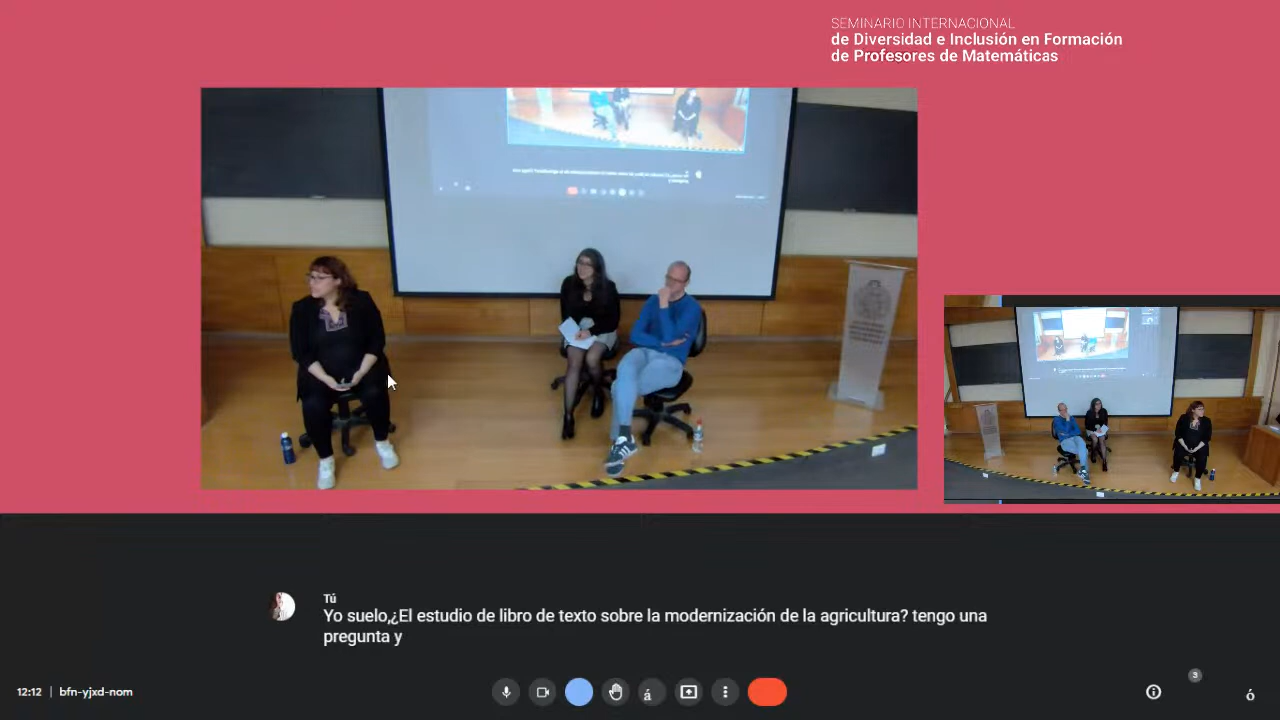 SEMINARIO INTERNACIONAL
de Diversidad e Inclusión en Formación
de Profesores de Matemáticas
Tú
Yo suelo,¿El estudio de libro de texto sobre la modernización de la agricultura? tengo una
pregunta y
12:12 | bfn-yjxd-nom
á
3
ó